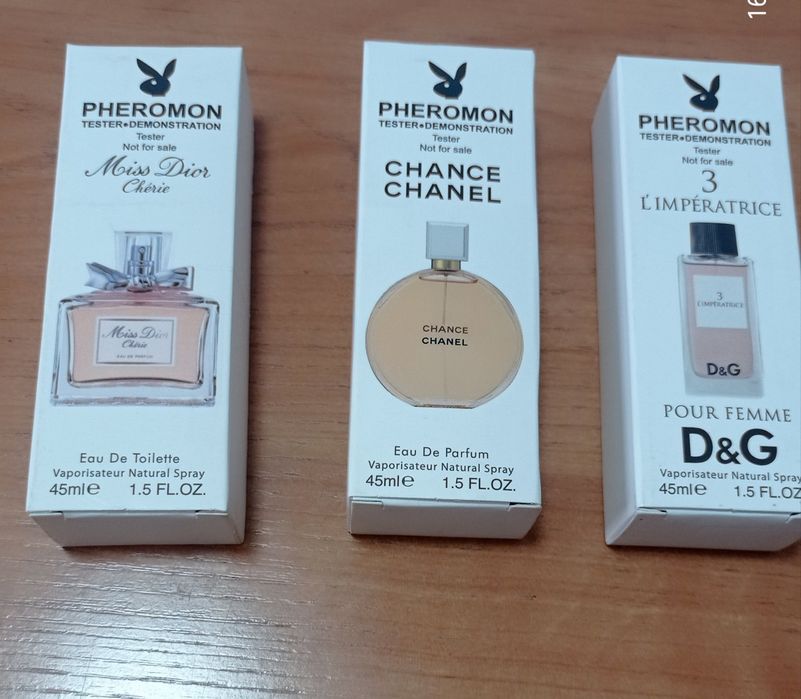 16
PHEROMON
TESTER•DEMONSTRATION
Tester
Not for sale
Miss Dior
Chérie
Miss Dior
Chérie
EAU DE PARFUM
Eau De Toilette
Vaporisateur Natural Spray
45ml℮ 1.5 FL.OZ.
PHEROMON
TESTER•DEMONSTRATION
Tester
Not for sale
CHANCE
CHANEL
CHANCE
CHANEL
Eau De Parfum
Vaporisateur Natural Spray
45ml℮ 1.5 FL.OZ.
PHEROMON
TESTER•DEMONSTRATION
Tester
Not for sale
3
L'IMPÉRATRICE
3
L'IMPÉRATRICE
D&G
POUR FEMME
D&G
Vaporisateur Natural Spray
45ml℮ 1.5 FL.OZ